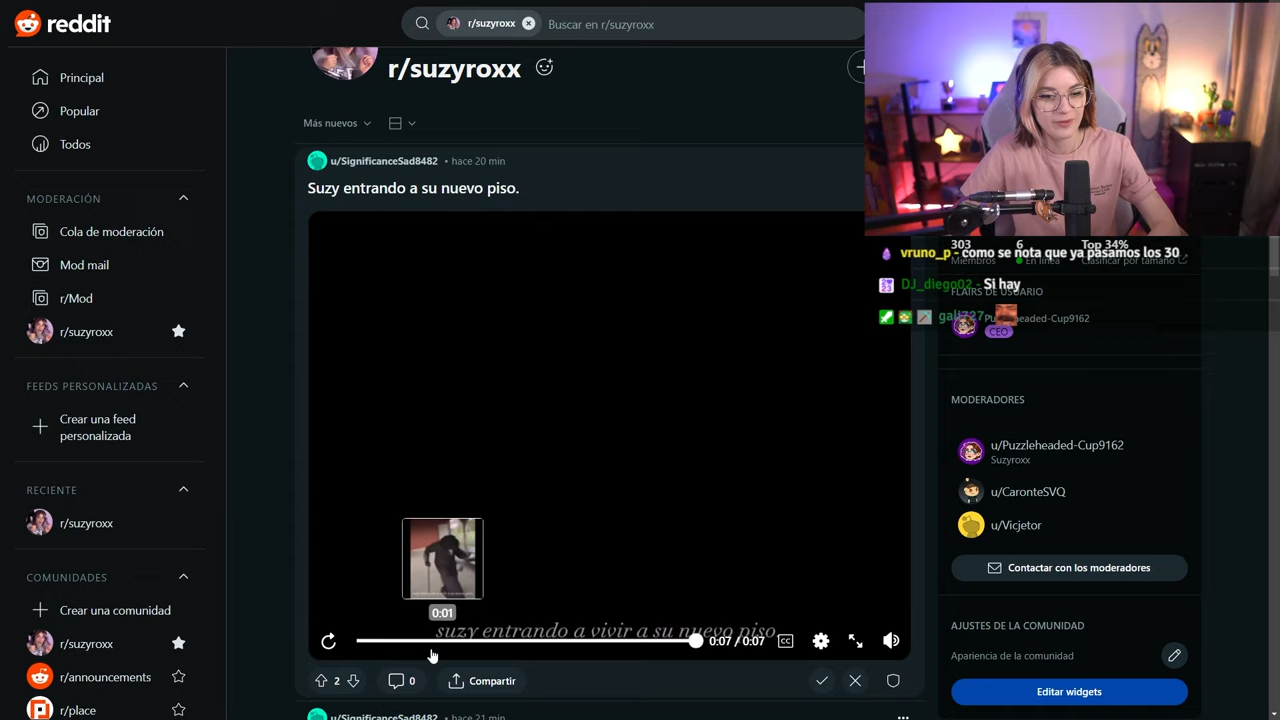 reddit
r/suzyroxx
Buscar en r/suzyroxx
Principal
Popular
Todos
MODERACIÓN
Cola de moderación
Mod mail
r/Mod
r/suzyroxx
FEEDS PERSONALIZADAS
Crear una feed
personalizada
RECIENTE
r/suzyroxx
COMUNIDADES
Crear una comunidad
r/suzyroxx
r/announcements
r/place
r/suzyroxx
Más nuevos
u/SignificanceSad8482 • hace 20 min
Suzy entrando a su nuevo piso.
0:01
suzy entrando a vivir a su nuevo piso
0:07 / 0:07
CC
2
0
Compartir
u/SignificanceSad8482 • hace 21 min
303
6
Top 34%
Miembros
En línea
Clasificar por tamaño
vruno_p - como se nota que ya pasamos los 30
DJ_diego02 - Si hay
FLAIRS DE USUARIO
gali727 -
Puzzleheaded-Cup9162
CEO
MODERADORES
u/Puzzleheaded-Cup9162
Suzyroxx
u/CaronteSVQ
u/Vicjetor
Contactar con los moderadores
AJUSTES DE LA COMUNIDAD
Apariencia de la comunidad
Editar widgets